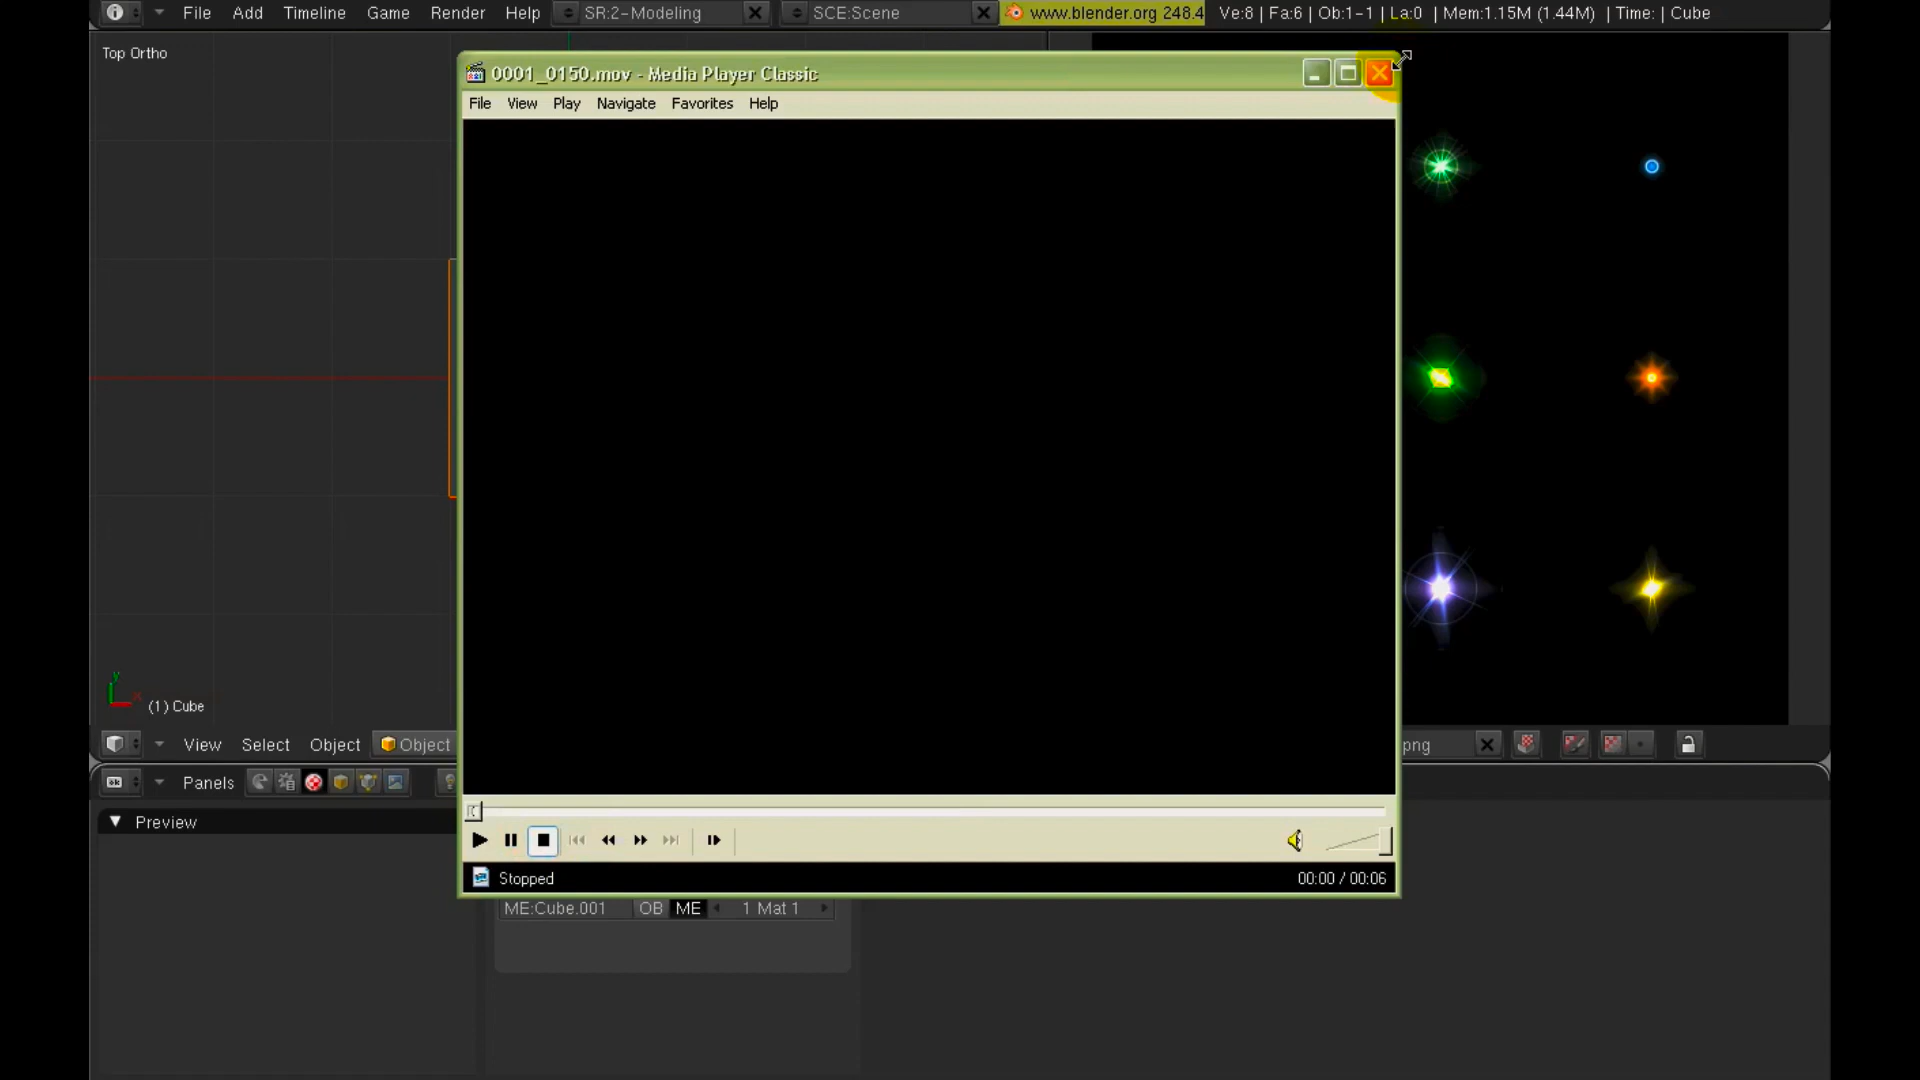 File Add Timeline Game Render Help SR:2-Modeling SCE:Scene www.blender.org 248.4 Ve:8 | Fa:6 | Ob:1-1 | La:0 | Mem:1.15M (1.44M) | Time: | Cube
Top Ortho
0001_0150.mov - Media Player Classic
File View Play Navigate Favorites Help
y
(1) Cube
View Select Object Object
png
Panels
Preview
Stopped 00:00 / 00:06
ME:Cube.001 OB ME 1 Mat 1